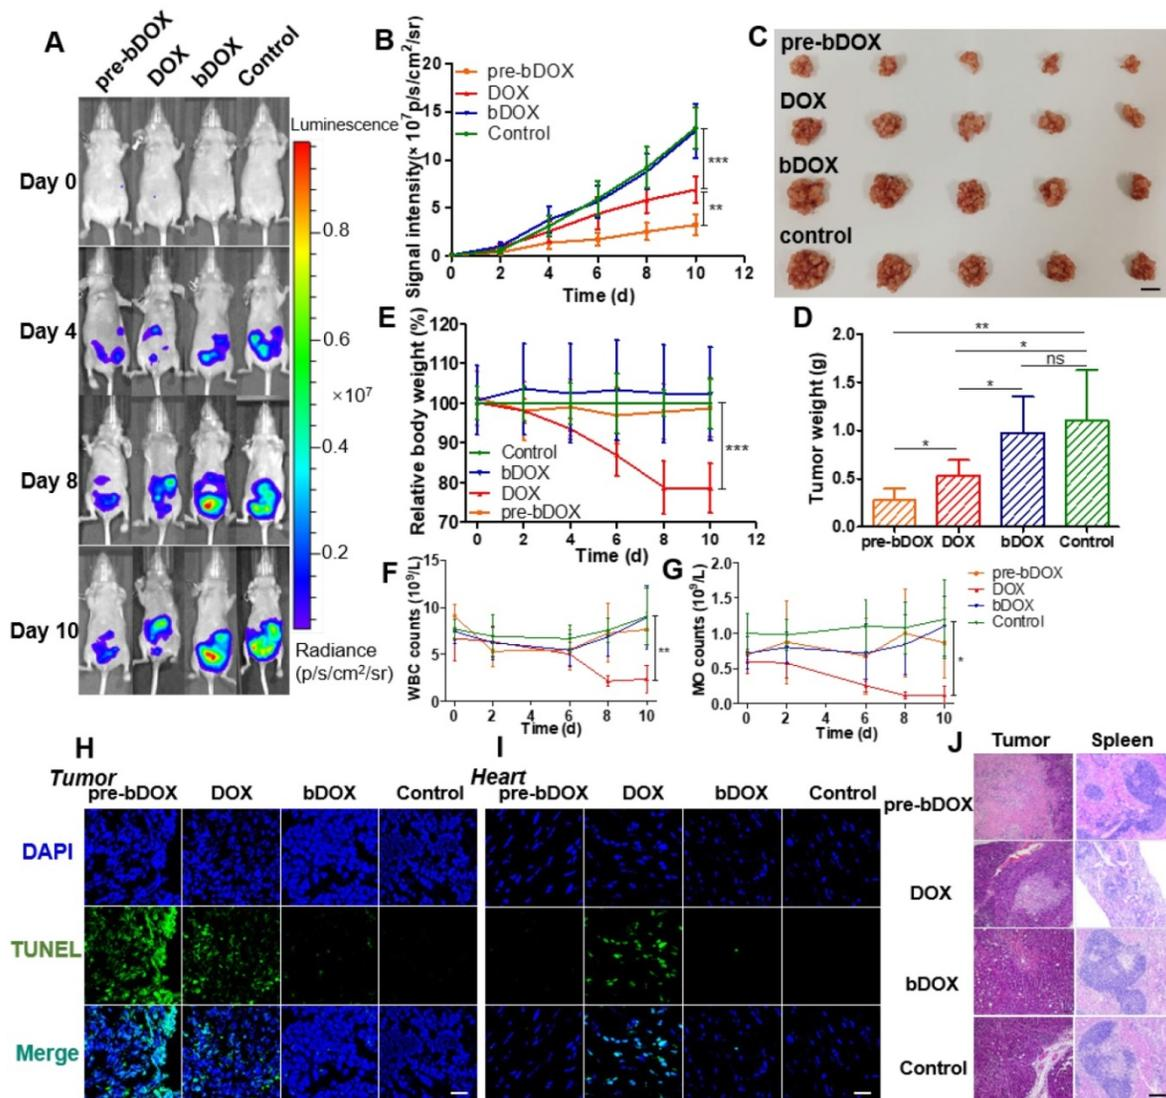 A
pre-bDOX
DOX
bDOX
Control
Luminescence
Day 0
Day 4
Day 8
Day 10
0.8
0.6
×10⁷
0.4
0.2
Radiance
(p/s/cm²/sr)
B
Signal intensity(× 10⁷p/s/cm²/sr)
20
15
10
5
0
pre-bDOX
DOX
bDOX
Control
***
**
0 2 4 6 8 10 12
Time (d)
C
pre-bDOX
DOX
bDOX
control
E
Relative body weight (%)
120
110
100
90
80
70
Control
bDOX
DOX
pre-bDOX
***
0 2 4 6 8 10 12
Time (d)
D
Tumor weight (g)
2.0
1.5
1.0
0.5
0.0
**
*
ns
*
*
pre-bDOX DOX bDOX Control
F
WBC counts (10⁹/L)
15
10
5
0
**
0 2 4 6 8 10
Time (d)
G
MO counts (10⁹/L)
2.0
1.5
1.0
0.5
0.0
*
0 2 4 6 8 10
Time (d)
pre-bDOX
DOX
bDOX
Control
H
Tumor
pre-bDOX DOX bDOX Control
DAPI
TUNEL
Merge
I
Heart
pre-bDOX DOX bDOX Control
J
Tumor Spleen
pre-bDOX
DOX
bDOX
Control